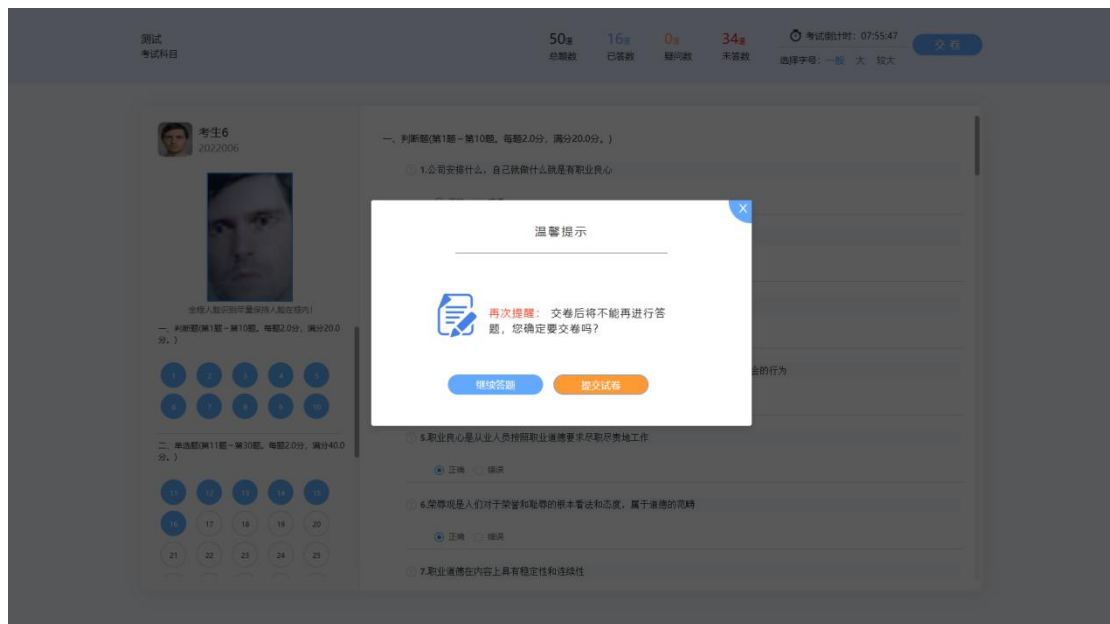 测试
考试科目
50道
总题数
16道
已答数
0道
疑问数
34道
未答数
考试倒计时：07:55:47
选择字号：一般 大 较大
交 卷
考生6
2022006
全程人脸识别尽量保持人脸在框内！
一、判断题(第1题~第10题。每题2.0分，满分20.0
分。)
1 2 3 4 5
6 7 8 9 10
二、单选题(第11题~第30题。每题2.0分，满分40.0
分。)
11 12 13 14 15
16 17 18 19 20
21 22 23 24 25
一、判断题(第1题~第10题。每题2.0分，满分20.0分。)
1.公司安排什么，自己就做什么就是有职业良心
会的行为
5.职业良心是从业人员按照职业道德要求尽职尽责地工作
正确 错误
6.荣辱观是人们对于荣誉和耻辱的根本看法和态度，属于道德的范畴
正确 错误
7.职业道德在内容上具有稳定性和连续性
X
温馨提示
再次提醒： 交卷后将不能再进行答
题，您确定要交卷吗？
继续答题 提交试卷